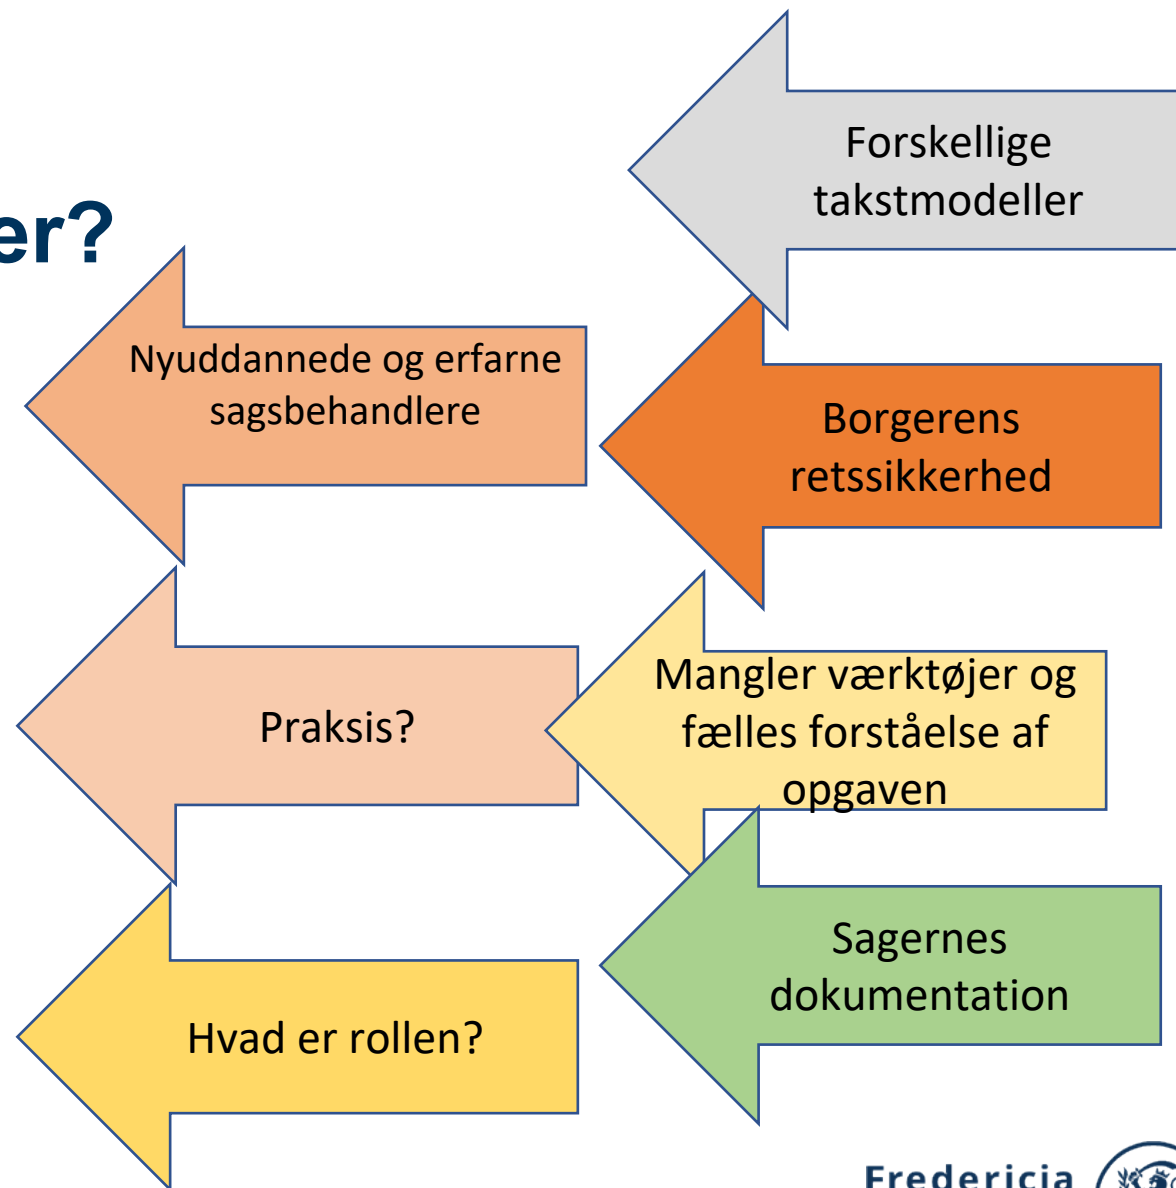 er?
Forskellige
takstmodeller
Nyuddannede og erfarne
sagsbehandlere
Borgerens
retssikkerhed
Praksis?
Mangler værktøjer og
fælles forståelse af
opgaven
Hvad er rollen?
Sagernes
dokumentation
Fredericia